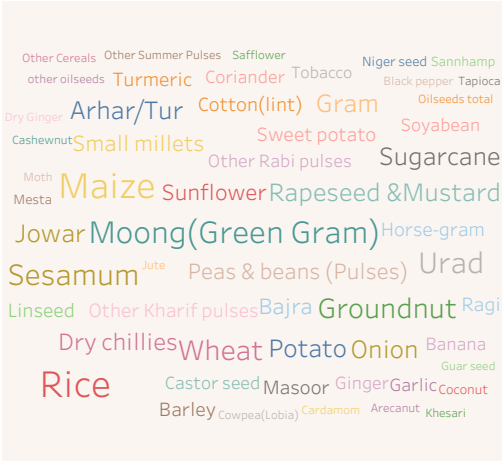 Other Cereals Other Summer Pulses Safflower
Niger seed Sannhamp
other oilseeds Turmeric Coriander Tobacco
Black pepper Tapioca
Arhar/Tur Cotton(lint) Gram Oilseeds total
Dry Ginger Sweet potato Soyabean
Cashewnut Small millets
Other Rabi pulses Sugarcane
Moth Maize Sunflower Rapeseed &Mustard
Mesta
Jowar Moong(Green Gram) Horse-gram
Sesamum Jute Peas & beans (Pulses) Urad
Linseed Other Kharif pulses Bajra Groundnut Ragi
Dry chillies Wheat Potato Onion Banana
Guar seed
Rice Castor seed Masoor Ginger Garlic Coconut
Barley Cowpea(Lobia) Cardamom Arecanut Khesari